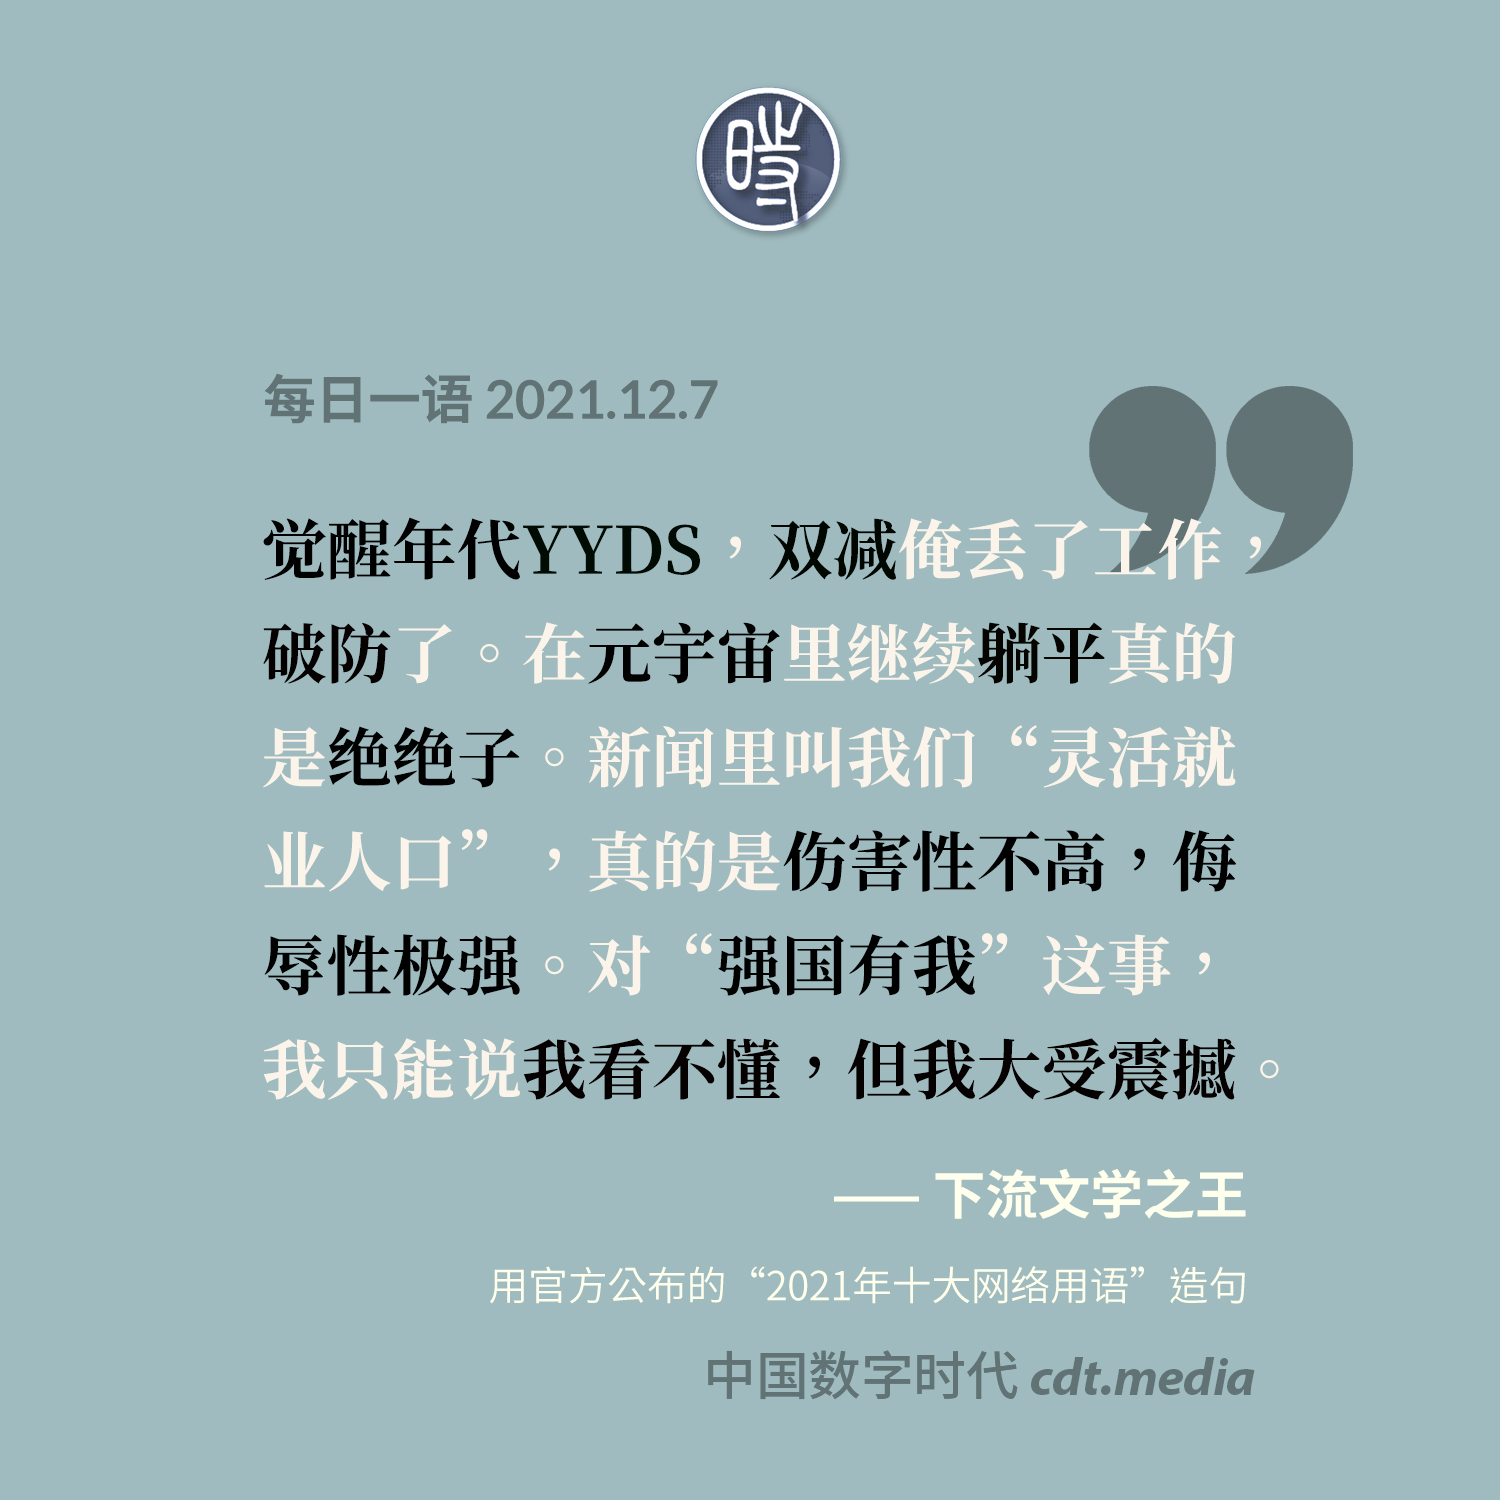 時
每日一语 2021.12.7
觉醒年代YYDS，双减俺丢了工作，
破防了。在元宇宙里继续躺平真的
是绝绝子。新闻里叫我们“灵活就
业人口”，真的是伤害性不高，侮
辱性极强。对“强国有我”这事，
我只能说我看不懂，但我大受震撼。
—— 下流文学之王
用官方公布的“2021年十大网络用语”造句
中国数字时代 cdt.media